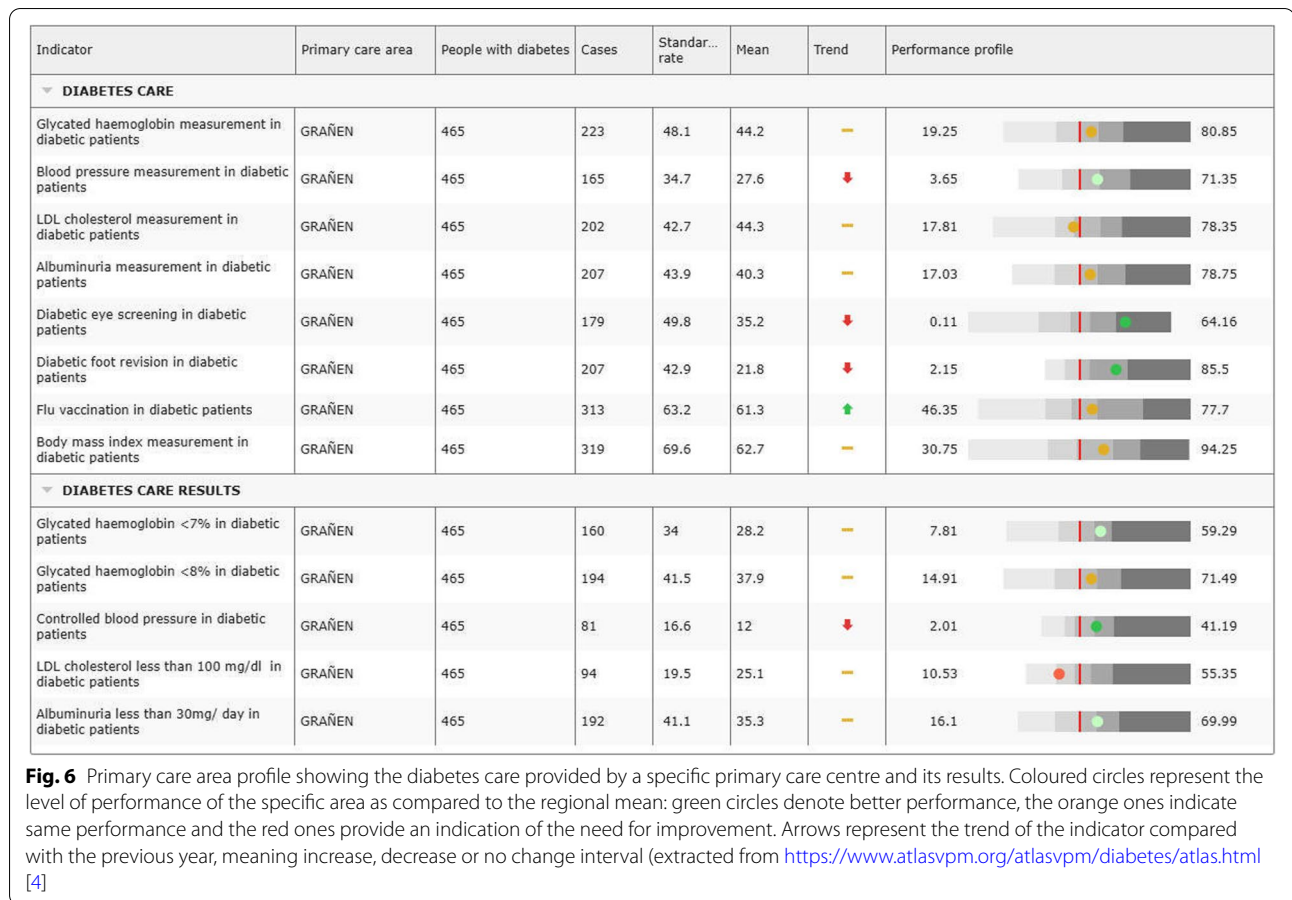 Indicator Primary care area People with diabetes Cases Standar... rate Mean Trend Performance profile
DIABETES CARE
Glycated haemoglobin measurement in diabetic patients GRAÑEN 465 223 48.1 44.2 19.25 80.85
Blood pressure measurement in diabetic patients GRAÑEN 465 165 34.7 27.6 3.65 71.35
LDL cholesterol measurement in diabetic patients GRAÑEN 465 202 42.7 44.3 17.81 78.35
Albuminuria measurement in diabetic patients GRAÑEN 465 207 43.9 40.3 17.03 78.75
Diabetic eye screening in diabetic patients GRAÑEN 465 179 49.8 35.2 0.11 64.16
Diabetic foot revision in diabetic patients GRAÑEN 465 207 42.9 21.8 2.15 85.5
Flu vaccination in diabetic patients GRAÑEN 465 313 63.2 61.3 46.35 77.7
Body mass index measurement in diabetic patients GRAÑEN 465 319 69.6 62.7 30.75 94.25
DIABETES CARE RESULTS
Glycated haemoglobin <7% in diabetic patients GRAÑEN 465 160 34 28.2 7.81 59.29
Glycated haemoglobin <8% in diabetic patients GRAÑEN 465 194 41.5 37.9 14.91 71.49
Controlled blood pressure in diabetic patients GRAÑEN 465 81 16.6 12 2.01 41.19
LDL cholesterol less than 100 mg/dl in diabetic patients GRAÑEN 465 94 19.5 25.1 10.53 55.35
Albuminuria less than 30mg/ day in diabetic patients GRAÑEN 465 192 41.1 35.3 16.1 69.99
Fig. 6 Primary care area profile showing the diabetes care provided by a specific primary care centre and its results. Coloured circles represent the
level of performance of the specific area as compared to the regional mean: green circles denote better performance, the orange ones indicate
same performance and the red ones provide an indication of the need for improvement. Arrows represent the trend of the indicator compared
with the previous year, meaning increase, decrease or no change interval (extracted from https://www.atlasvpm.org/atlasvpm/diabetes/atlas.html
[4]